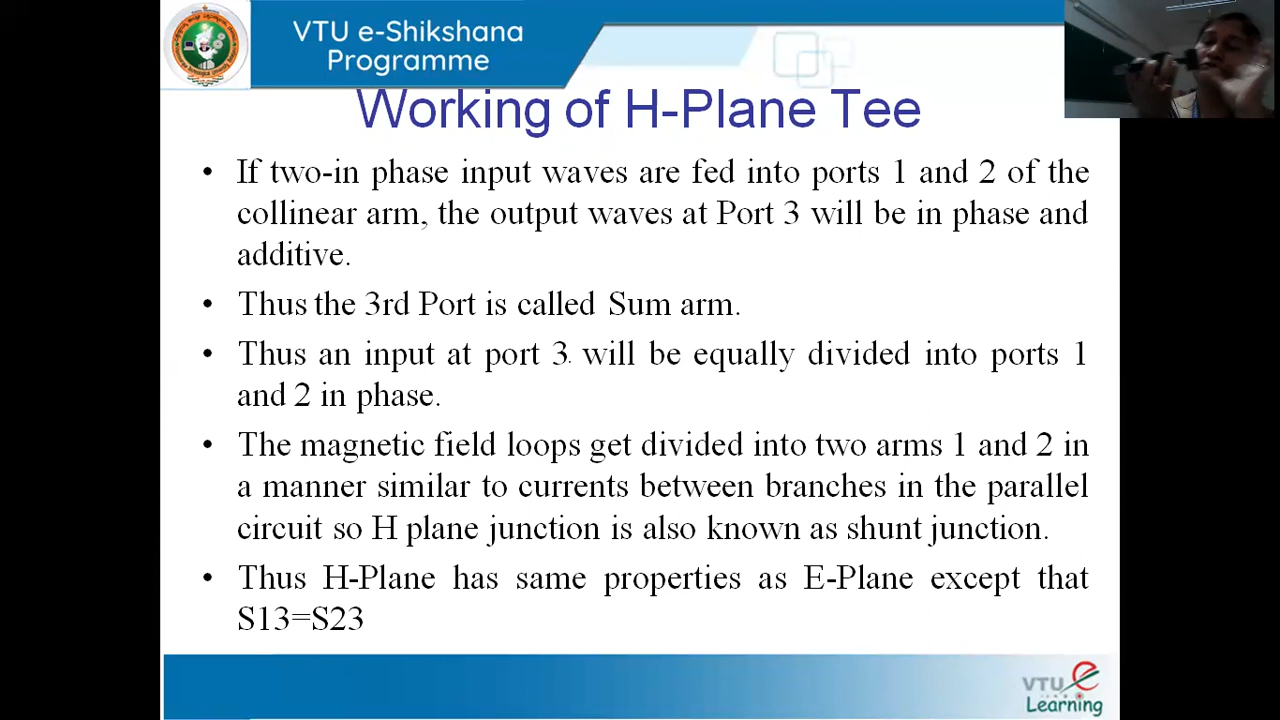 VTU e-Shikshana
Programme
Working of H-Plane Tee
• If two-in phase input waves are fed into ports 1 and 2 of the
collinear arm, the output waves at Port 3 will be in phase and
additive.
• Thus the 3rd Port is called Sum arm.
• Thus an input at port 3 will be equally divided into ports 1
and 2 in phase.
• The magnetic field loops get divided into two arms 1 and 2 in
a manner similar to currents between branches in the parallel
circuit so H plane junction is also known as shunt junction.
• Thus H-Plane has same properties as E-Plane except that
S13=S23
VTU e
Learning